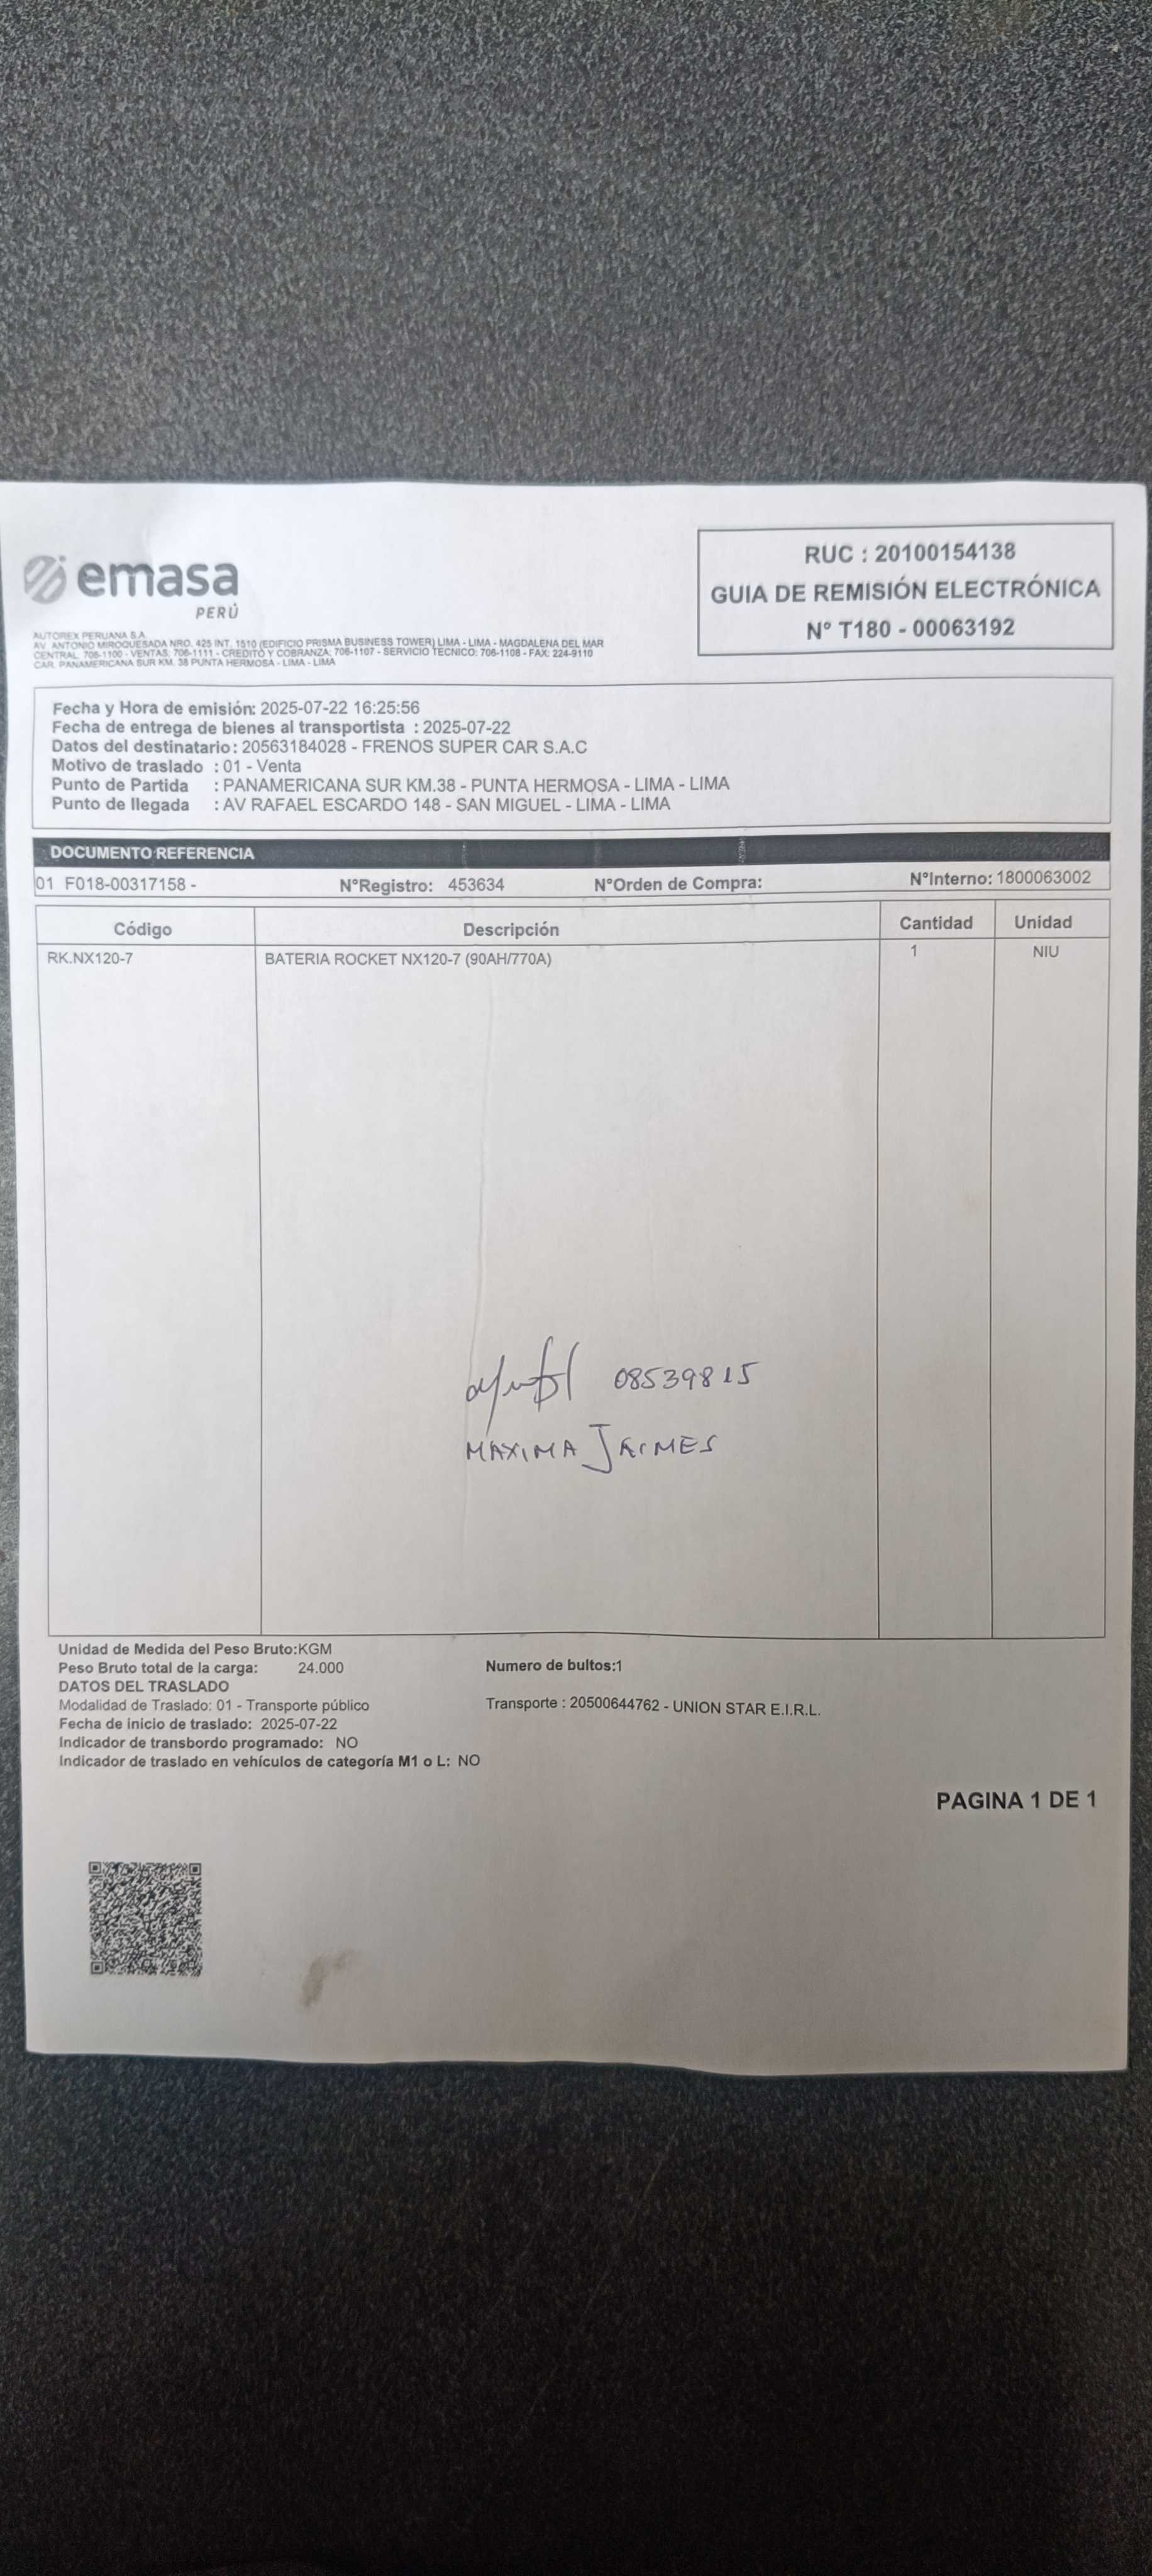 emasa
PERÚ
RUC : 20100154138
GUIA DE REMISIÓN ELECTRÓNICA
N° T180 - 00063192
AUTOREX PERUANA S.A
AV. ANTONIO MIROQUESADA NRO. 425 INT. 1510 (EDIFICIO PRISMA BUSINESS TOWER) LIMA - LIMA - MAGDALENA DEL MAR
CENTRAL. 706-1100 - VENTAS: 706-1111 - CREDITO Y COBRANZA: 706-1107 - SERVICIO TECNICO: 706-1108 - FAX: 224-9110
CAR. PANAMERICANA SUR KM. 38 PUNTA HERMOSA - LIMA - LIMA
Fecha y Hora de emisión: 2025-07-22 16:25:56
Fecha de entrega de bienes al transportista : 2025-07-22
Datos del destinatario : 20563184028 - FRENOS SUPER CAR S.A.C
Motivo de traslado : 01 - Venta
Punto de Partida : PANAMERICANA SUR KM.38 - PUNTA HERMOSA - LIMA - LIMA
Punto de llegada : AV RAFAEL ESCARDO 148 - SAN MIGUEL - LIMA - LIMA
DOCUMENTO REFERENCIA
01 F018-00317158 - N°Registro: 453634 N°Orden de Compra: N°Interno: 1800063002
Código Descripción Cantidad Unidad
RK.NX120-7 BATERIA ROCKET NX120-7 (90AH/770A) 1 NIU
08539815
MAXIMA JAIMES
Unidad de Medida del Peso Bruto:KGM
Peso Bruto total de la carga: 24.000 Numero de bultos:1
DATOS DEL TRASLADO
Modalidad de Traslado: 01 - Transporte público Transporte : 20500644762 - UNION STAR E.I.R.L.
Fecha de inicio de traslado: 2025-07-22
Indicador de transbordo programado: NO
Indicador de traslado en vehículos de categoría M1 o L: NO
PAGINA 1 DE 1